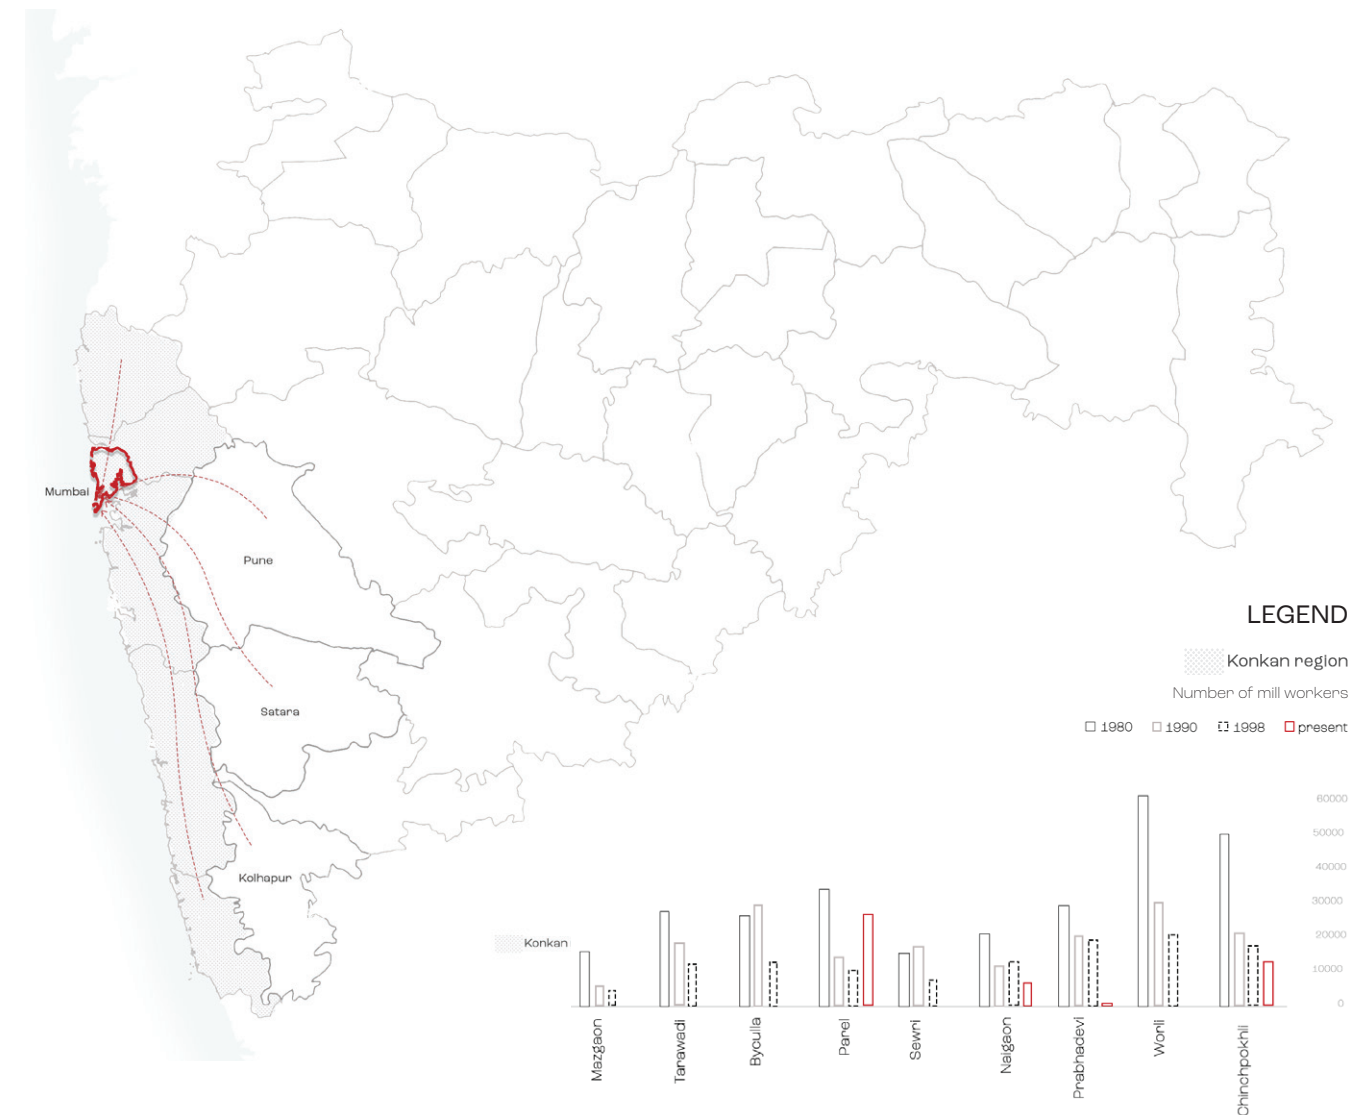 Mumbai
Pune
Satara
Kolhapur
LEGEND
Konkan region
Number of mill workers
1980 1990 1998 present
60000
50000
40000
30000
20000
10000
0
Konkan
Mazgaon
Tarawadi
Byculla
Parel
Sewri
Naigaon
Prabhadevi
Worli
Chinchpokhli